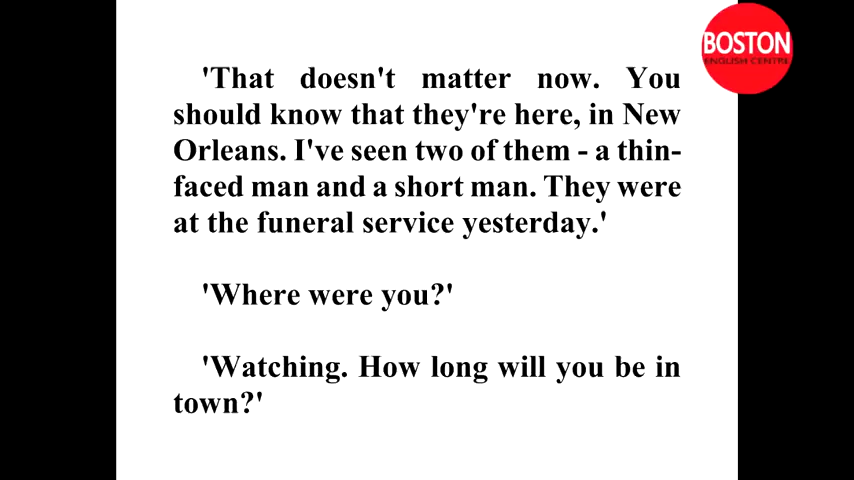 BOSTON
ENGLISH CENTRE
'That doesn't matter now. You
should know that they're here, in New
Orleans. I've seen two of them - a thin-
faced man and a short man. They were
at the funeral service yesterday.'
'Where were you?'
'Watching. How long will you be in
town?'